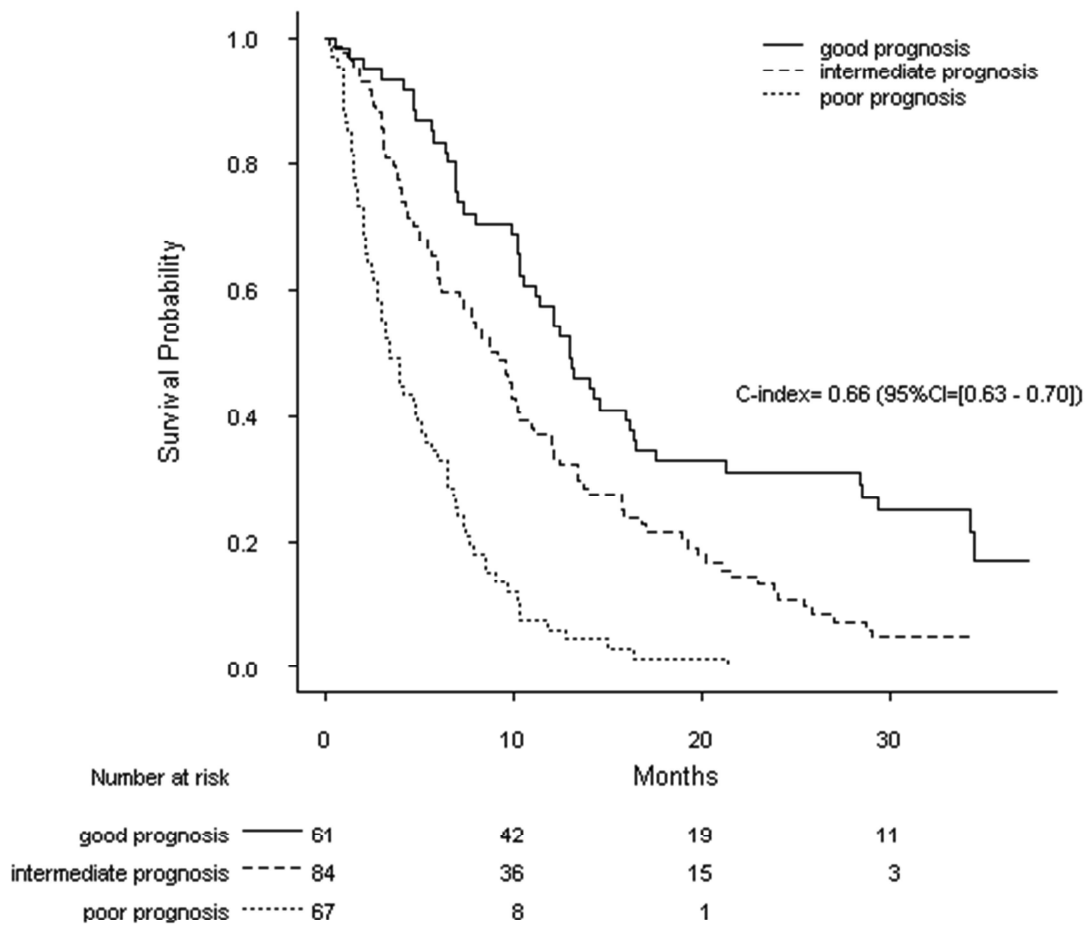 1.0
0.8
0.6
0.4
0.2
0.0
Survival Probability
good prognosis
intermediate prognosis
poor prognosis
C-index= 0.66 (95%CI=[0.63 - 0.70])
0 10 20 30
Months
Number at risk
good prognosis 61 42 19 11
intermediate prognosis 84 36 15 3
poor prognosis 67 8 1